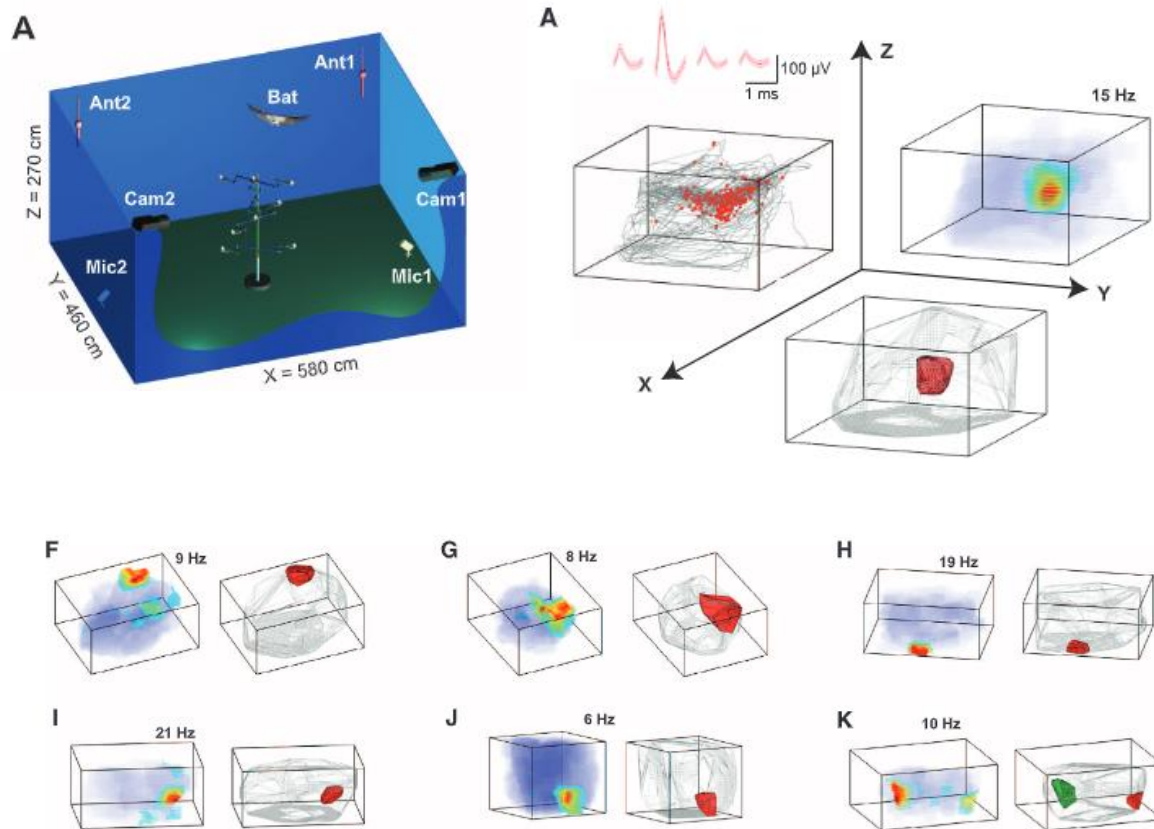 A
Ant1
Ant2
Bat
Cam2
Cam1
Mic2
Mic1
Z = 270 cm
Y = 460 cm
X = 580 cm
A
100 µV
1 ms
Z
15 Hz
Y
X
F
9 Hz
G
8 Hz
H
19 Hz
I
21 Hz
J
6 Hz
K
10 Hz